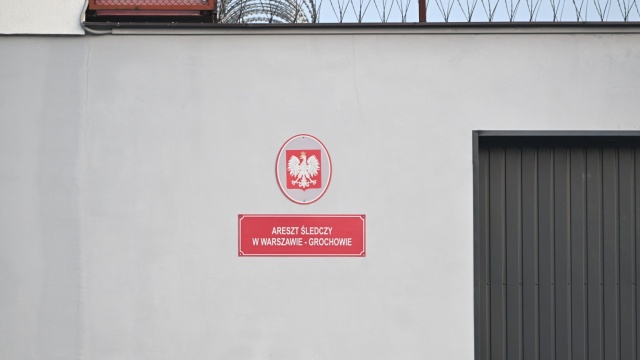 ARESZT ŚLEDCZY
W WARSZAWIE - GROCHOWIE